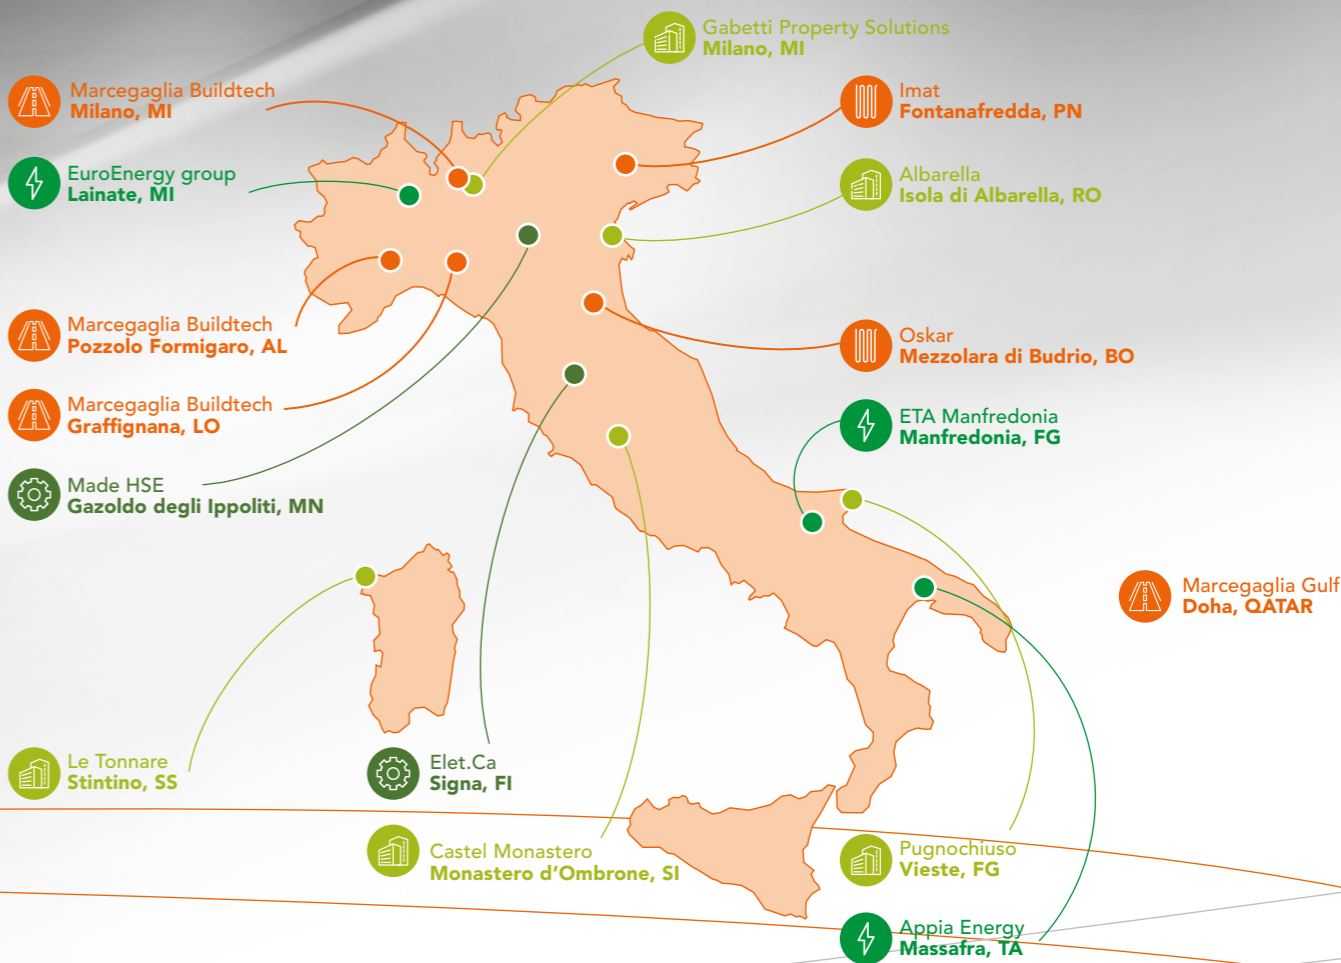 Gabetti Property Solutions
Milano, MI
Marcegaglia Buildtech
Milano, MI
Imat
Fontanafredda, PN
EuroEnergy group
Lainate, MI
Albarella
Isola di Albarella, RO
Marcegaglia Buildtech
Pozzolo Formigaro, AL
Oskar
Mezzolara di Budrio, BO
Marcegaglia Buildtech
Graffignana, LO
ETA Manfredonia
Manfredonia, FG
Made HSE
Gazoldo degli Ippoliti, MN
Marcegaglia Gulf
Doha, QATAR
Le Tonnare
Stintino, SS
Elet.Ca
Signa, FI
Castel Monastero
Monastero d’Ombrone, SI
Pugnochiuso
Vieste, FG
Appia Energy
Massafra, TA